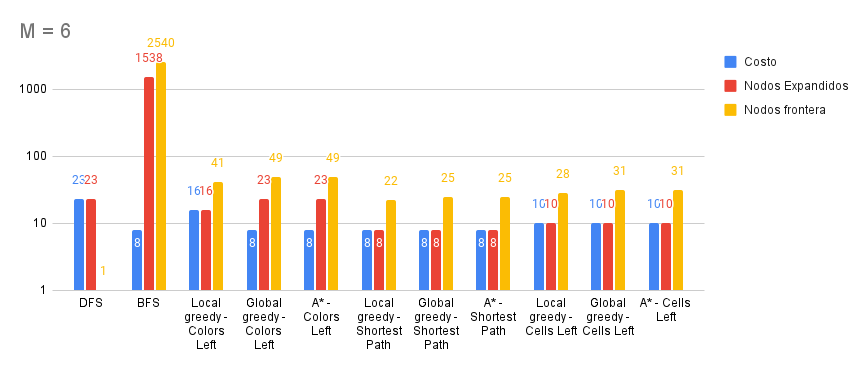 M = 6
Costo
Nodos Expandidos
Nodos frontera
1000
100
10
1
23 23 1
8 1538 2540
16 16 41
8 23 49
8 23 49
8 8 22
8 8 25
8 8 25
10 10 28
10 10 31
10 10 31
DFS
BFS
Local
greedy -
Colors
Left
Global
greedy -
Colors
Left
A* -
Colors
Left
Local
greedy -
Shortest
Path
Global
greedy -
Shortest
Path
A* -
Shortest
Path
Local
greedy -
Cells Left
Global
greedy -
Cells Left
A* - Cells
Left